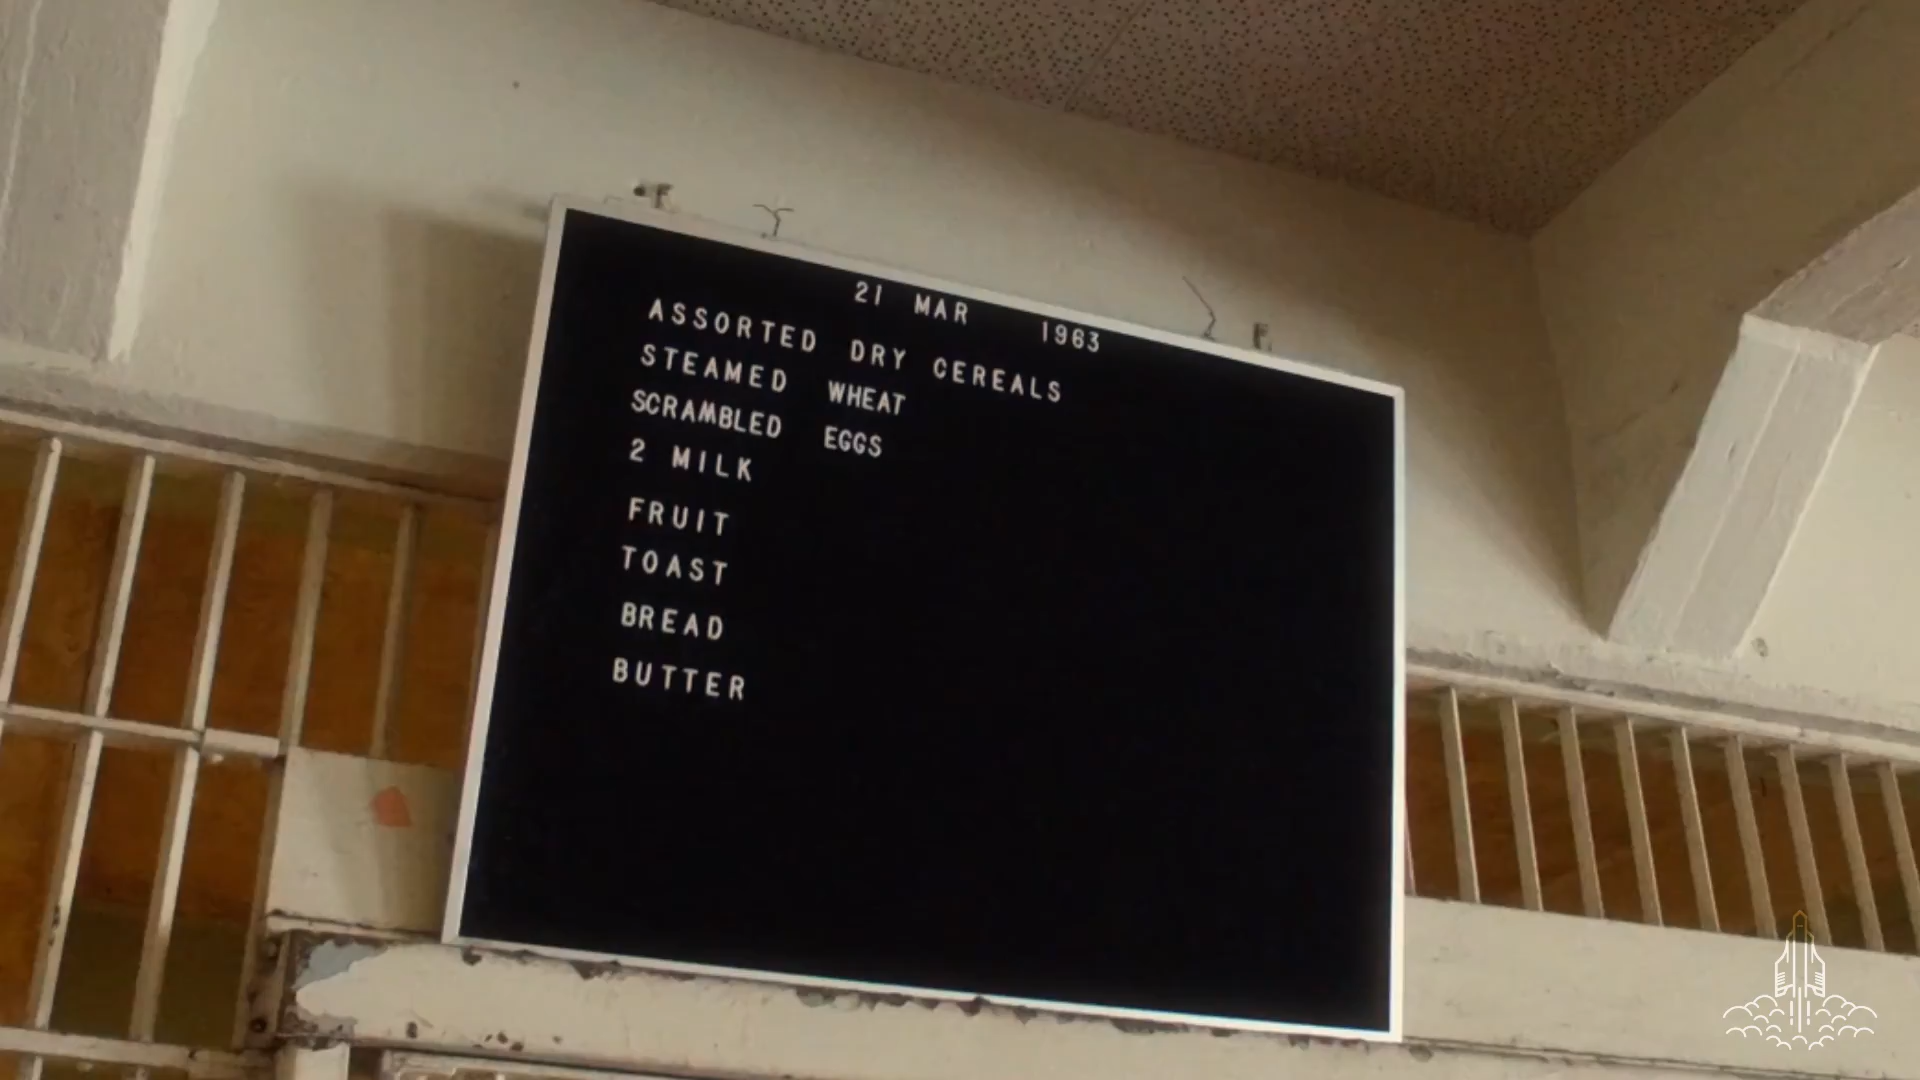 21 MAR 1963
ASSORTED DRY CEREALS
STEAMED WHEAT
SCRAMBLED EGGS
2 MILK
FRUIT
TOAST
BREAD
BUTTER